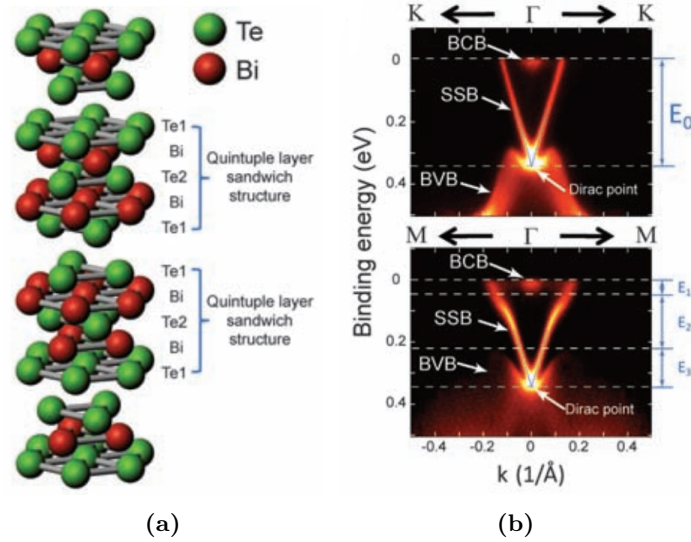 Te
Bi
Te1
Bi
Te2
Bi
Te1
Quintuple layer
sandwich
structure
Te1
Bi
Te2
Bi
Te1
Quintuple layer
sandwich
structure
(a)
K Γ K
BCB
SSB
BVB
Dirac point
E₀
0
0.2
0.4
M Γ M
BCB
SSB
BVB
Dirac point
E₁
E₂
E₃
0
0.2
0.4
Binding energy (eV)
-0.4 -0.2 0 0.2 0.4
k (1/Å)
(b)